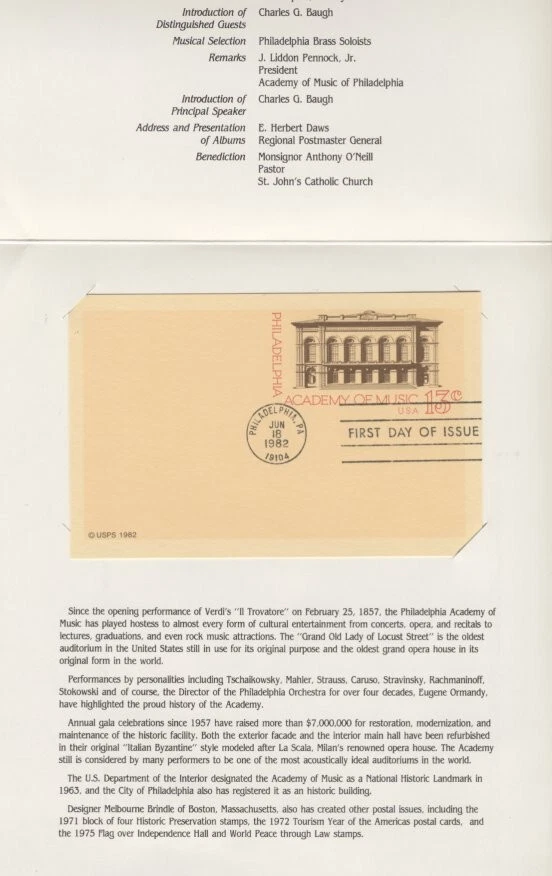 Introduction of Charles G. Baugh
Distinguished Guests
Musical Selection Philadelphia Brass Soloists
Remarks J. Liddon Pennock, Jr.
President
Academy of Music of Philadelphia
Introduction of Charles G. Baugh
Principal Speaker
Address and Presentation E. Herbert Daws
of Albums Regional Postmaster General
Benediction Monsignor Anthony O'Neill
Pastor
St. John's Catholic Church
PHILADELPHIA
ACADEMY OF MUSIC
USA 13c
PHILADELPHIA, PA
JUN
18
1982
19104
FIRST DAY OF ISSUE
© USPS 1982
Since the opening performance of Verdi's "Il Trovatore" on February 25, 1857, the Philadelphia Academy of
Music has played hostess to almost every form of cultural entertainment from concerts, opera, and recitals to
lectures, graduations, and even rock music attractions. The "Grand Old Lady of Locust Street" is the oldest
auditorium in the United States still in use for its original purpose and the oldest grand opera house in its
original form in the world.
Performances by personalities including Tschaikowsky, Mahler, Strauss, Caruso, Stravinsky, Rachmaninoff,
Stokowski and of course, the Director of the Philadelphia Orchestra for over four decades, Eugene Ormandy,
have highlighted the proud history of the Academy.
Annual gala celebrations since 1957 have raised more than $7,000,000 for restoration, modernization, and
maintenance of the historic facility. Both the exterior facade and the interior main hall have been refurbished
in their original "Italian Byzantine" style modeled after La Scala, Milan's renowned opera house. The Academy
still is considered by many performers to be one of the most acoustically ideal auditoriums in the world.
The U.S. Department of the Interior designated the Academy of Music as a National Historic Landmark in
1963, and the City of Philadelphia also has registered it as an historic building.
Designer Melbourne Brindle of Boston, Massachusetts, also has created other postal issues, including the
1971 block of four Historic Preservation stamps, the 1972 Tourism Year of the Americas postal cards, and
the 1975 Flag over Independence Hall and World Peace through Law stamps.